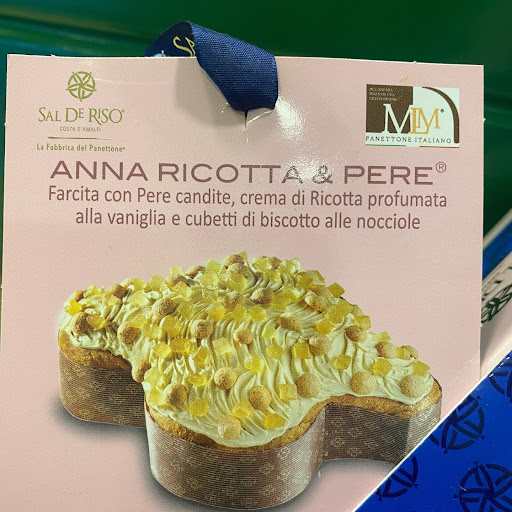 SAL DE RISO®
COSTA D'AMALFI
La Fabbrica del Panettone®
MLM®
PANETTONE ITALIANO
ANNA RICOTTA & PERE®
Farcita con Pere candite, crema di Ricotta profumata
alla vaniglia e cubetti di biscotto alle nocciole